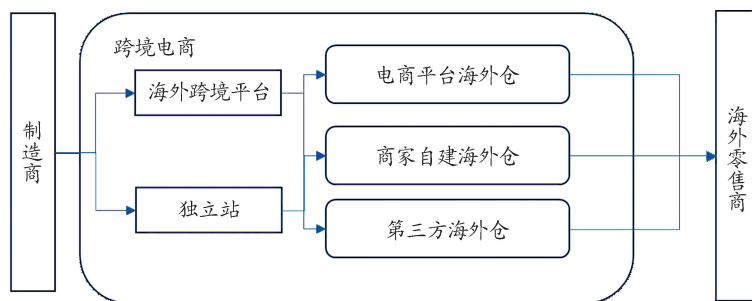 制造商
跨境电商
海外跨境平台
独立站
电商平台海外仓
商家自建海外仓
第三方海外仓
海外零售商